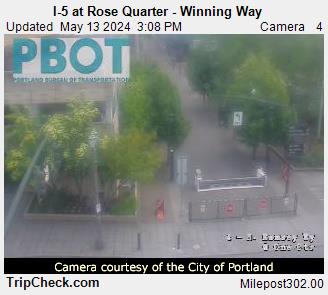 I-5 at Rose Quarter - Winning Way
Updated May 13 2024 3:08 PM Camera 4
PBOT
PORTLAND BUREAU OF TRANSPORTATION
Camera courtesy of the City of Portland
TripCheck.com Milepost302.00